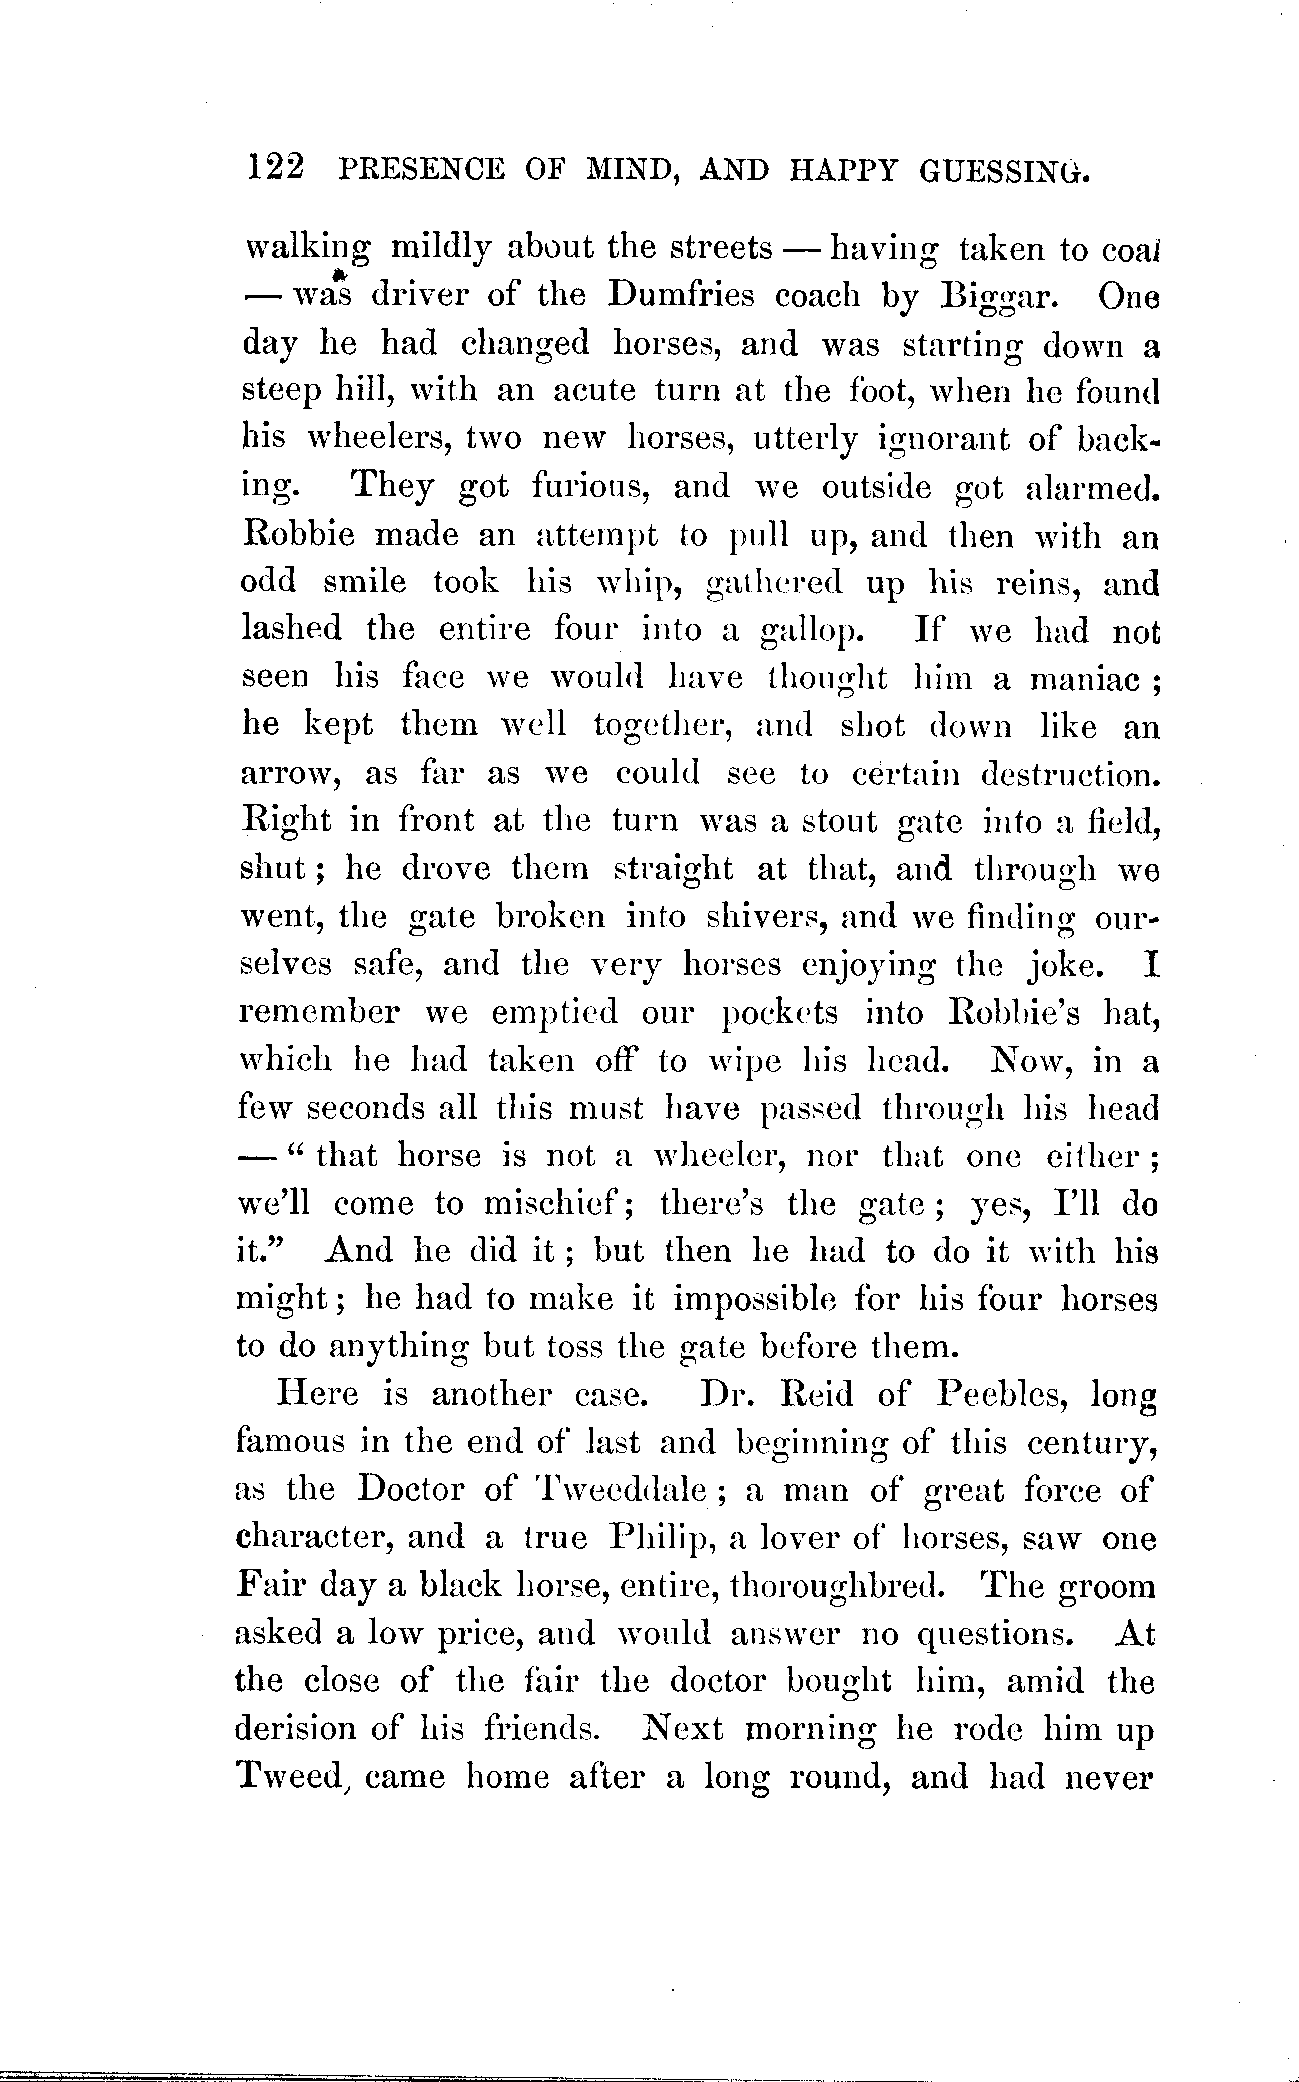 122 PRESENCE OF MIND, AND HAPPY GUESSING.
walking mildly about the streets — having taken to coal
— was driver of the Dumfries coach by Biggar. One
day he had changed horses, and was starting down a
steep hill, with an acute turn at the foot, when he found
his wheelers, two new horses, utterly ignorant of back-
ing. They got furious, and we outside got alarmed.
Robbie made an attempt to pull up, and then with an
odd smile took his whip, gathered up his reins, and
lashed the entire four into a gallop. If we had not
seen his face we would have thought him a maniac ;
he kept them well together, and shot down like an
arrow, as far as we could see to certain destruction.
Right in front at the turn was a stout gate into a field,
shut ; he drove them straight at that, and through we
went, the gate broken into shivers, and we finding our-
selves safe, and the very horses enjoying the joke. I
remember we emptied our pockets into Robbie's hat,
which he had taken off to wipe his head. Now, in a
few seconds all this must have passed through his head
— “ that horse is not a wheeler, nor that one either ;
we'll come to mischief ; there's the gate ; yes, I'll do
it.” And he did it ; but then he had to do it with his
might ; he had to make it impossible for his four horses
to do anything but toss the gate before them.
Here is another case. Dr. Reid of Peebles, long
famous in the end of last and beginning of this century,
as the Doctor of Tweeddale ; a man of great force of
character, and a true Philip, a lover of horses, saw one
Fair day a black horse, entire, thoroughbred. The groom
asked a low price, and would answer no questions. At
the close of the fair the doctor bought him, amid the
derision of his friends. Next morning he rode him up
Tweed, came home after a long round, and had never